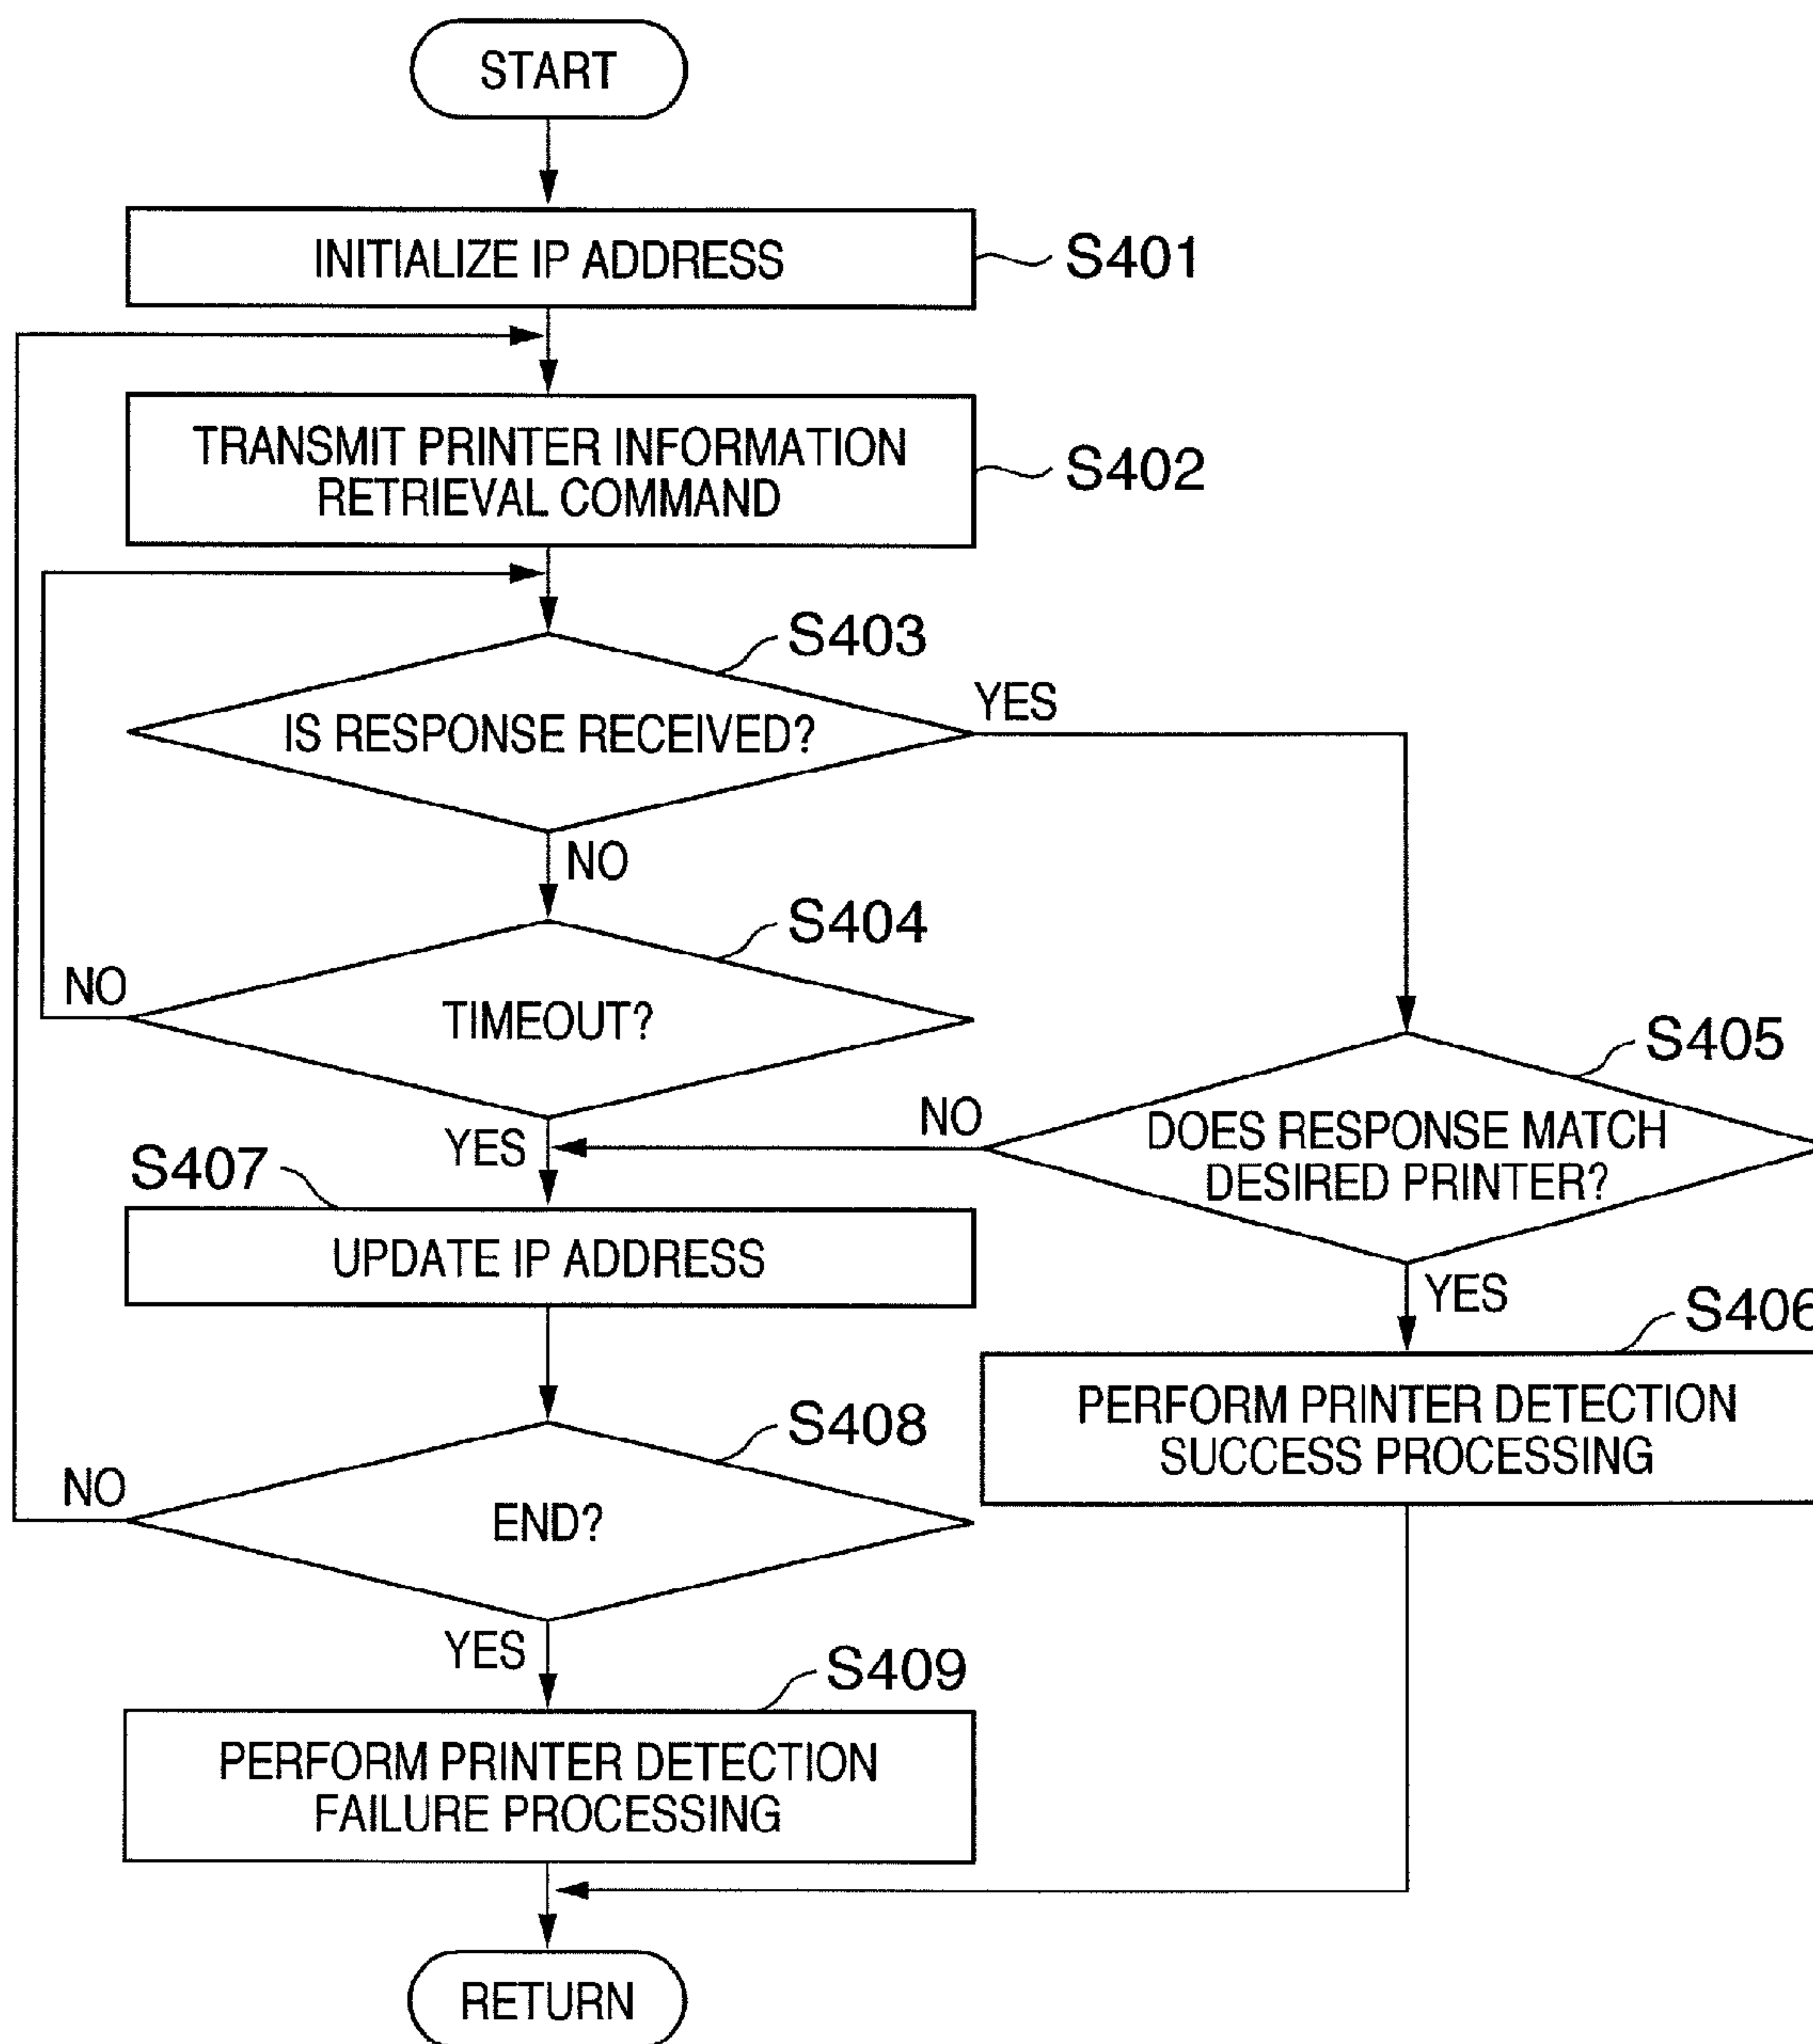 START
INITIALIZE IP ADDRESS
S401
TRANSMIT PRINTER INFORMATION
RETRIEVAL COMMAND
S402
S403
IS RESPONSE RECEIVED?
YES
NO
S404
TIMEOUT?
NO
YES
S405
DOES RESPONSE MATCH
DESIRED PRINTER?
NO
YES
S406
PERFORM PRINTER DETECTION
SUCCESS PROCESSING
S407
UPDATE IP ADDRESS
S408
END?
NO
YES
S409
PERFORM PRINTER DETECTION
FAILURE PROCESSING
RETURN